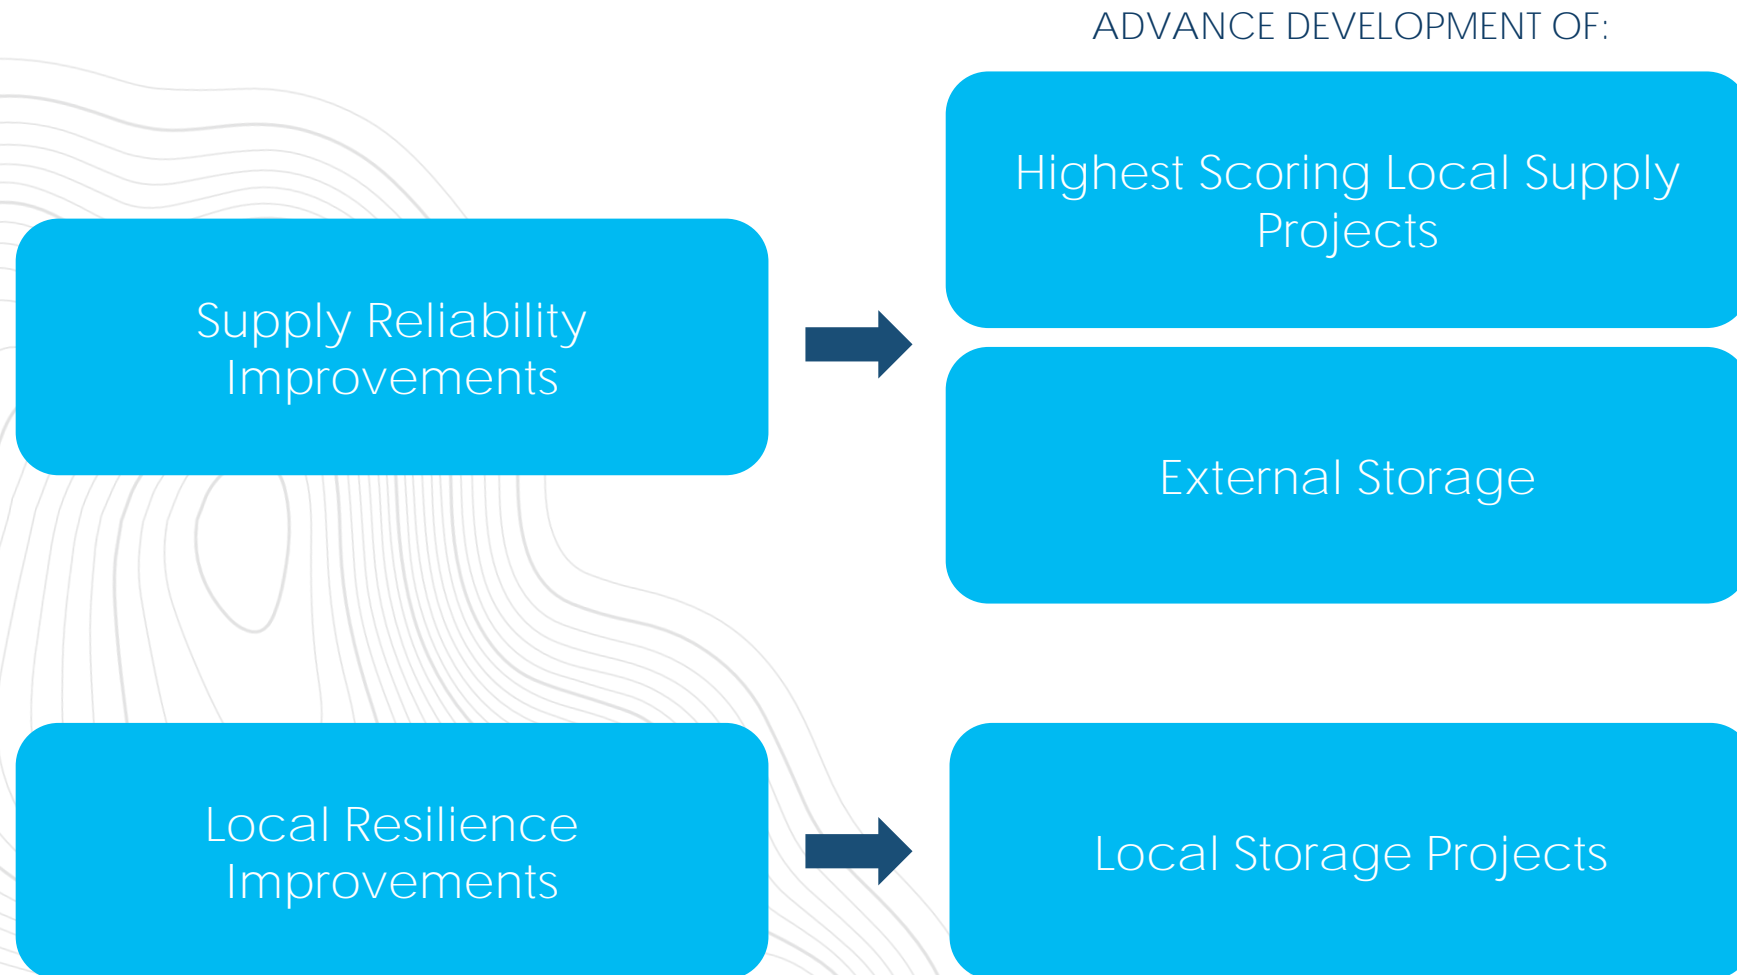 ADVANCE DEVELOPMENT OF:
Supply Reliability
Improvements
Highest Scoring Local Supply
Projects
External Storage
Local Resilience
Improvements
Local Storage Projects